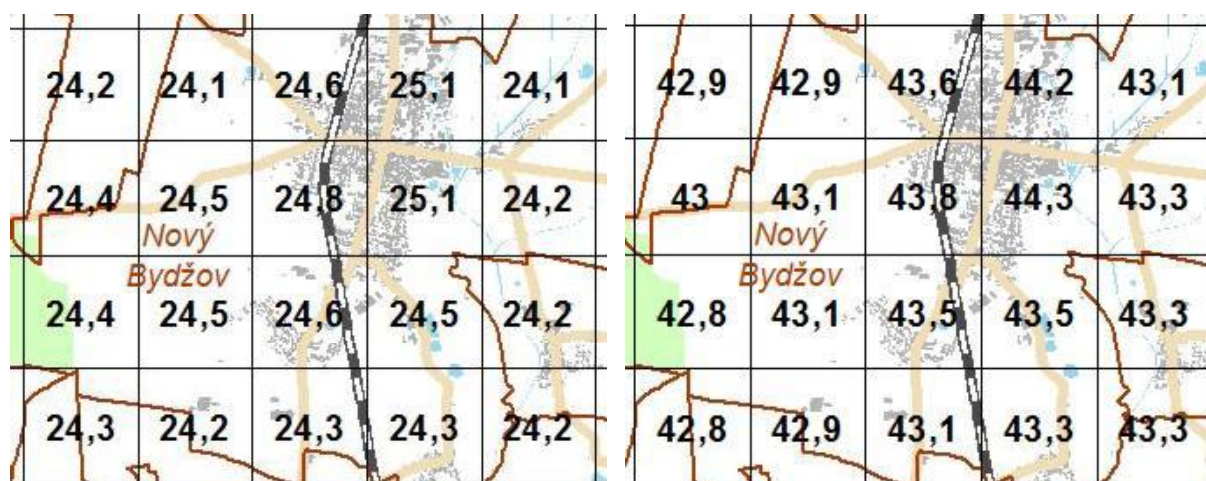 24,2 24,1 24,6 25,1 24,1
24,4 24,5 24,8 25,1 24,2
Nový
Bydžov
24,4 24,5 24,6 24,5 24,2
24,3 24,2 24,3 24,3 24,2
42,9 42,9 43,6 44,2 43,1
43 43,1 43,8 44,3 43,3
Nový
Bydžov
42,8 43,1 43,5 43,5 43,3
42,8 42,9 43,1 43,3 43,3